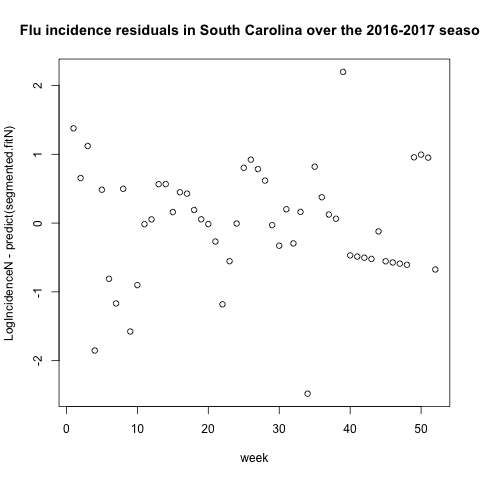 Flu incidence residuals in South Carolina over the 2016-2017 seaso
LogIncidenceN - predict(segmented.fitN)
2
1
0
-1
-2
0 10 20 30 40 50
week